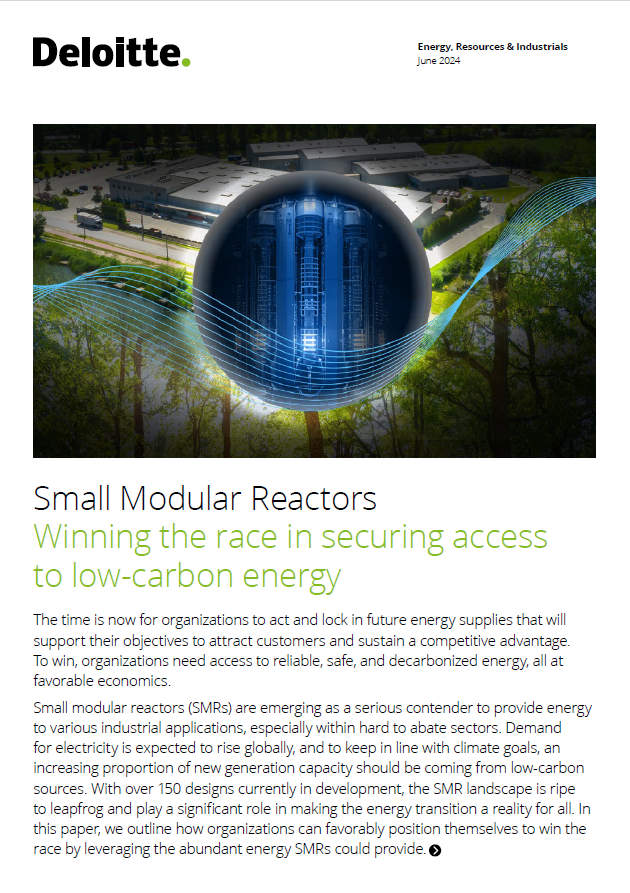 Deloitte.
Energy, Resources & Industrials
June 2024
Small Modular Reactors
Winning the race in securing access
to low-carbon energy
The time is now for organizations to act and lock in future energy supplies that will
support their objectives to attract customers and sustain a competitive advantage.
To win, organizations need access to reliable, safe, and decarbonized energy, all at
favorable economics.
Small modular reactors (SMRs) are emerging as a serious contender to provide energy
to various industrial applications, especially within hard to abate sectors. Demand
for electricity is expected to rise globally, and to keep in line with climate goals, an
increasing proportion of new generation capacity should be coming from low-carbon
sources. With over 150 designs currently in development, the SMR landscape is ripe
to leapfrog and play a significant role in making the energy transition a reality for all. In
this paper, we outline how organizations can favorably position themselves to win the
race by leveraging the abundant energy SMRs could provide.